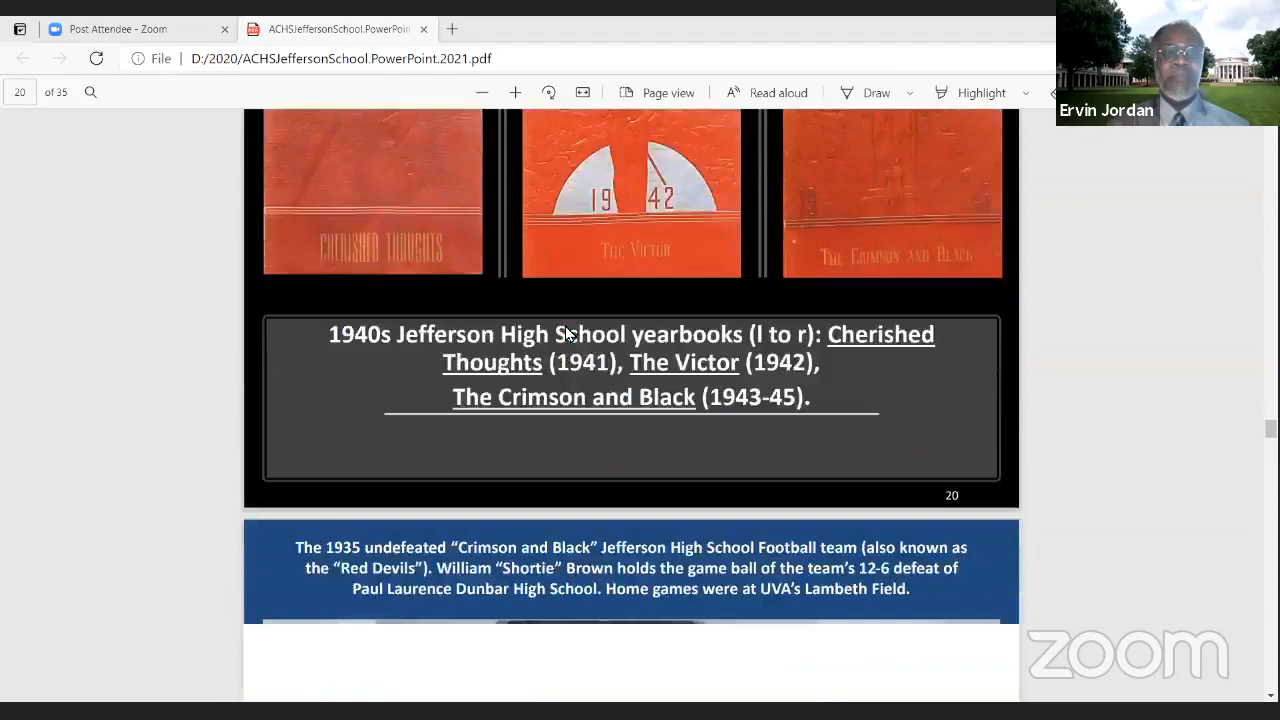 Post Attendee - Zoom
ACHSJeffersonSchool.PowerPoin
File
D:/2020/ACHSJeffersonSchool.PowerPoint.2021.pdf
20 of 35
Page view
Read aloud
Draw
Highlight
Ervin Jordan
CHERISHED THOUGHTS
19 42
THE VICTOR
THE CRIMSON AND BLACK
1940s Jefferson High School yearbooks (l to r): Cherished
Thoughts (1941), The Victor (1942),
The Crimson and Black (1943-45).
20
The 1935 undefeated “Crimson and Black” Jefferson High School Football team (also known as
the “Red Devils”). William “Shortie” Brown holds the game ball of the team’s 12-6 defeat of
Paul Laurence Dunbar High School. Home games were at UVA’s Lambeth Field.
zoom